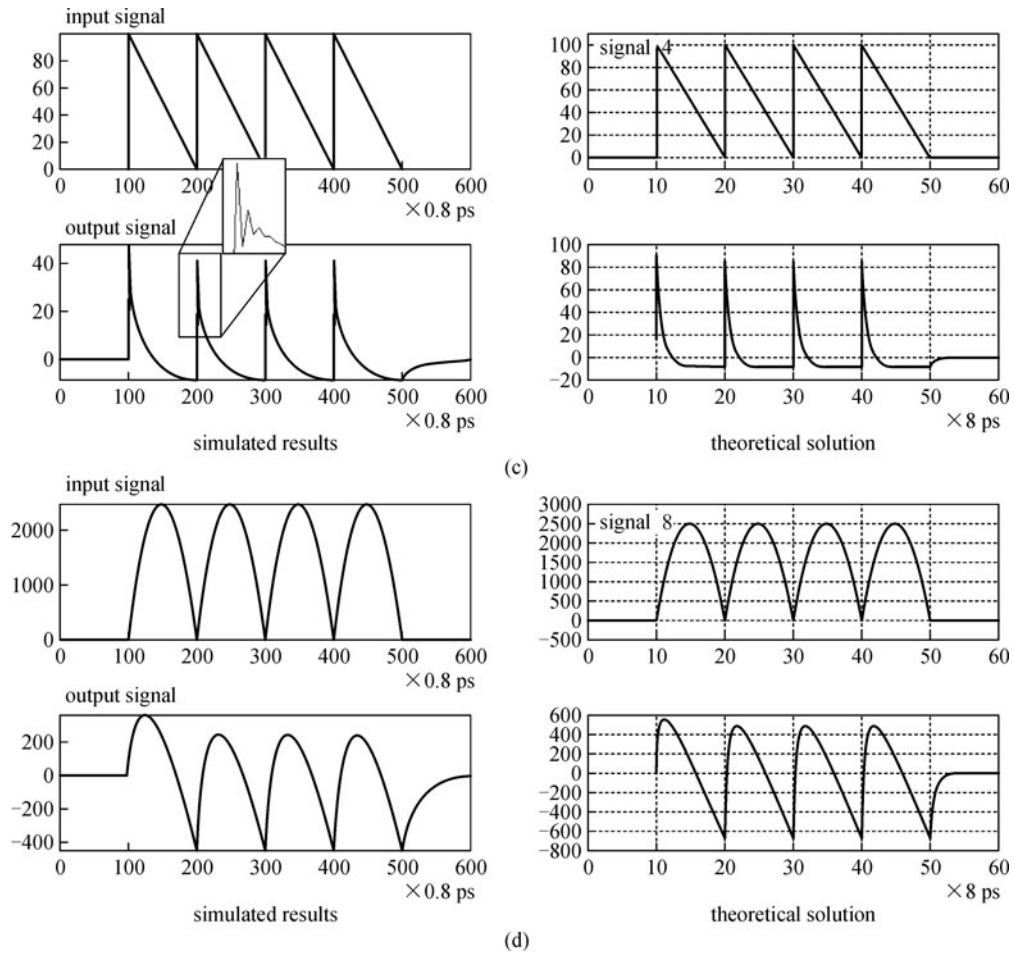 input signal
80
60
40
20
0
0 100 200 300 400 500 600
×0.8 ps
signal 4
100
80
60
40
20
0
0 10 20 30 40 50 60
output signal
40
20
0
0 100 200 300 400 500 600
×0.8 ps
simulated results
100
80
60
40
20
0
−20
0 10 20 30 40 50 60
×8 ps
theoretical solution
(c)
input signal
2000
1000
0
0 100 200 300 400 500 600
×0.8 ps
signal 8
3000
2500
2000
1500
1000
500
0
−500
0 10 20 30 40 50 60
output signal
200
0
−200
−400
0 100 200 300 400 500 600
×0.8 ps
simulated results
600
400
200
0
−200
−400
−600
−800
0 10 20 30 40 50 60
×8 ps
theoretical solution
(d)